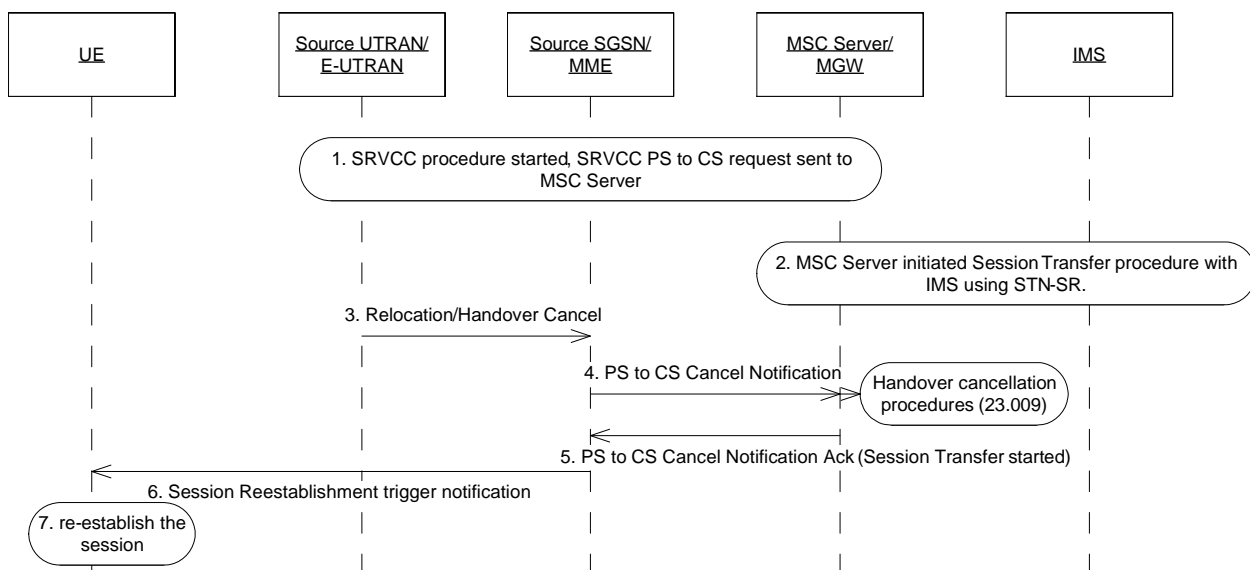 UE
Source UTRAN/
E-UTRAN
Source SGSN/
MME
MSC Server/
MGW
IMS
1. SRVCC procedure started, SRVCC PS to CS request sent to
MSC Server
2. MSC Server initiated Session Transfer procedure with
IMS using STN-SR.
3. Relocation/Handover Cancel
4. PS to CS Cancel Notification
Handover cancellation
procedures (23.009)
5. PS to CS Cancel Notification Ack (Session Transfer started)
6. Session Reestablishment trigger notification
7. re-establish the
session